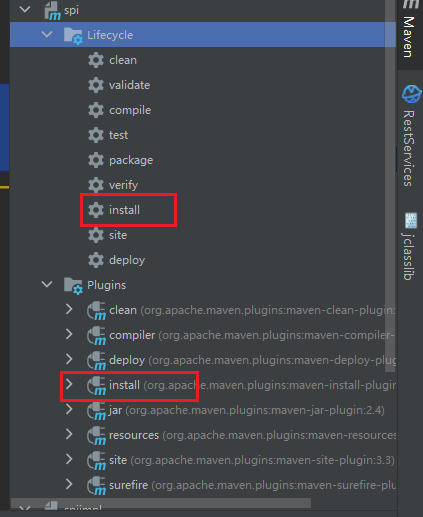 spi
Lifecycle
clean
validate
compile
test
package
verify
install
site
deploy
Plugins
clean (org.apache.maven.plugins:maven-clean-plugin:
compiler (org.apache.maven.plugins:maven-compiler-
deploy (org.apache.maven.plugins:maven-deploy-plug
install (org.apache.maven.plugins:maven-install-plugin
jar (org.apache.maven.plugins:maven-jar-plugin:2.4)
resources (org.apache.maven.plugins:maven-resources
site (org.apache.maven.plugins:maven-site-plugin:3.3)
surefire (org.apache.maven.plugins:maven-surefire-plu
spiimpl
Maven
RestServices
jclasslib